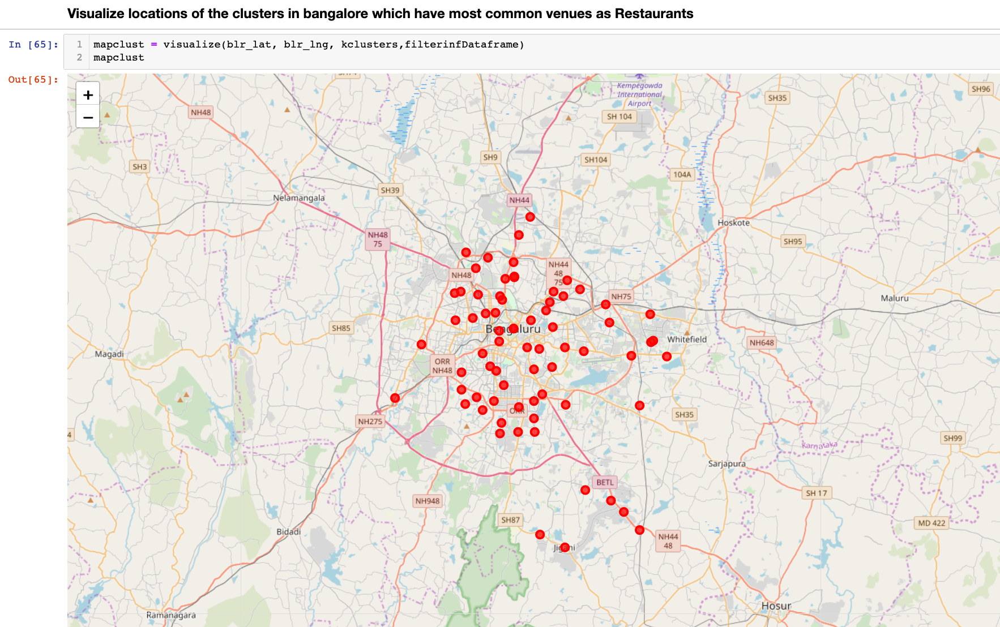 Visualize locations of the clusters in bangalore which have most common venues as Restaurants
In [65]:
1 mapclust = visualize(blr_lat, blr_lng, kclusters,filterinfDataframe)
2 mapclust
Out[65]:
+
−
Kempegowda
International
Airport
SH96
SH35
NH48
SH 104
SH9
SH104
SH3
104A
SH39
Nelamangala
NH44
Hoskote
NH48
75
SH95
NH44
48
75
NH48
NH75
Maluru
SH85
Bengaluru
Whitefield
NH648
Magadi
ORR
NH48
ORR
SH35
NH275
4
SH99
Karnataka
Sarjapura
BETL
SH 17
NH948
SH87
MD 422
Bidadi
NH44
48
Hosur
Ramanagara